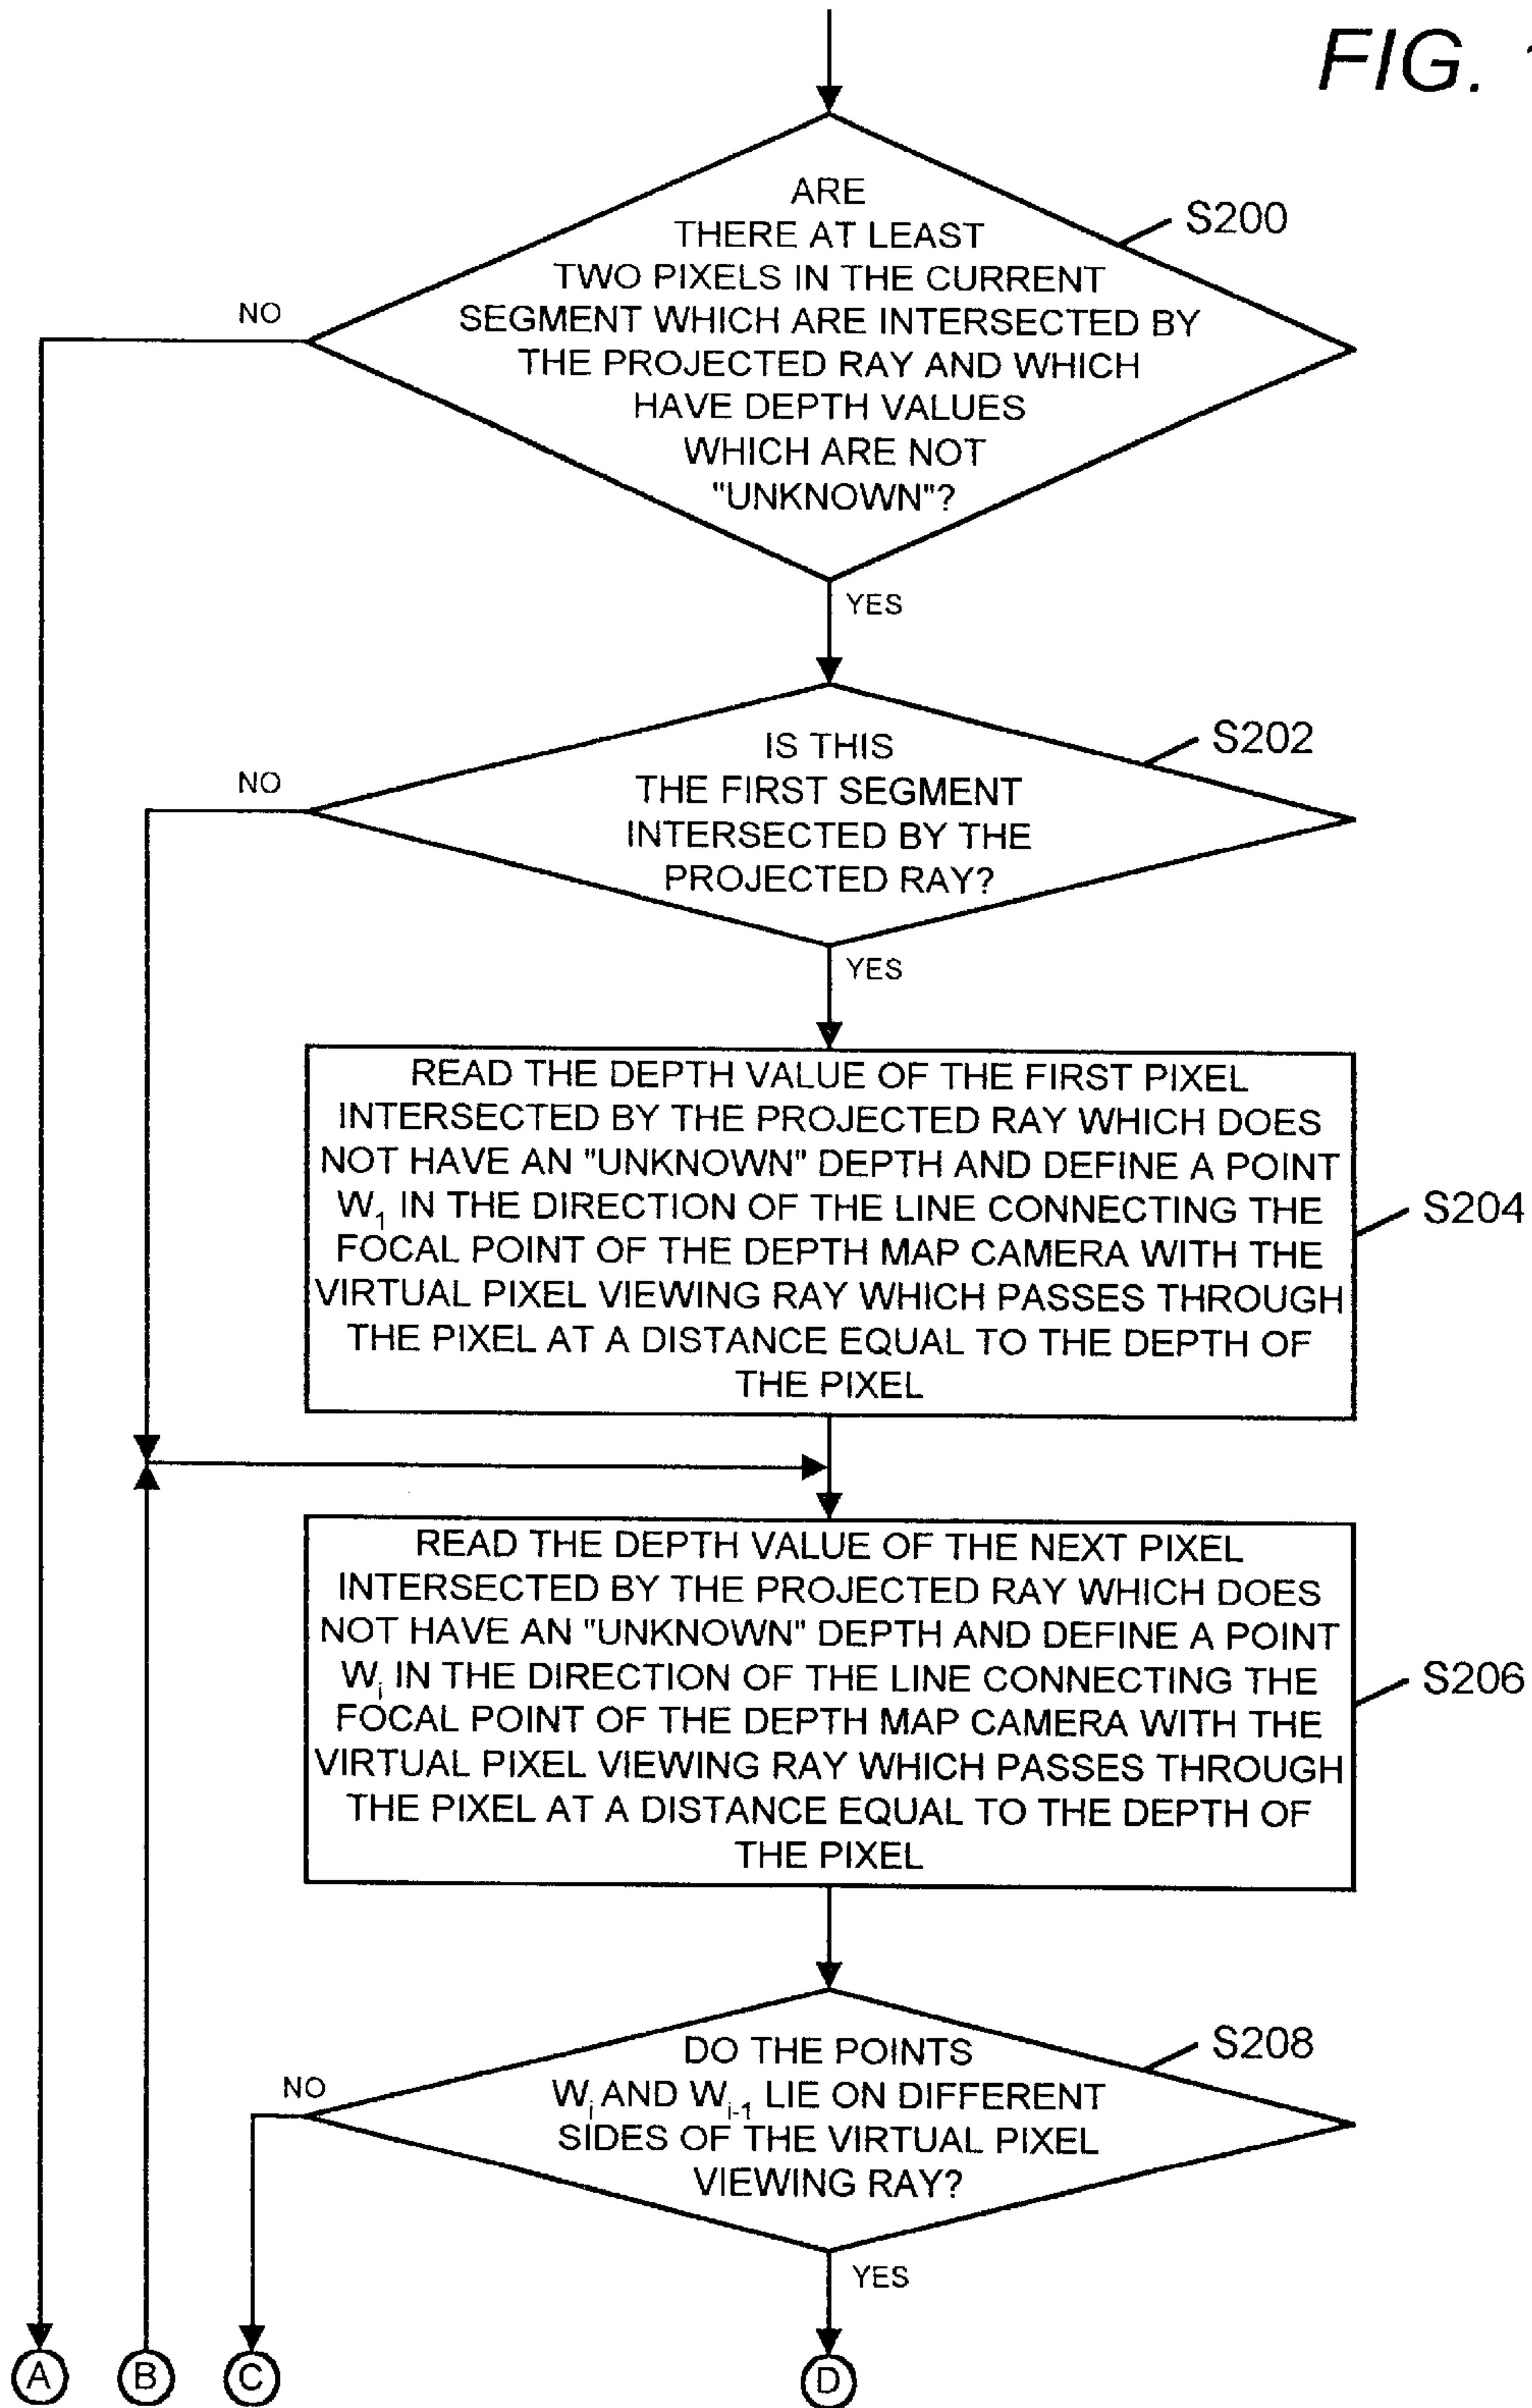 FIG. 1
ARE
THERE AT LEAST
TWO PIXELS IN THE CURRENT
SEGMENT WHICH ARE INTERSECTED BY
THE PROJECTED RAY AND WHICH
HAVE DEPTH VALUES
WHICH ARE NOT
"UNKNOWN"?
S200
NO
YES
IS THIS
THE FIRST SEGMENT
INTERSECTED BY THE
PROJECTED RAY?
S202
NO
YES
READ THE DEPTH VALUE OF THE FIRST PIXEL
INTERSECTED BY THE PROJECTED RAY WHICH DOES
NOT HAVE AN "UNKNOWN" DEPTH AND DEFINE A POINT
W₁ IN THE DIRECTION OF THE LINE CONNECTING THE
FOCAL POINT OF THE DEPTH MAP CAMERA WITH THE
VIRTUAL PIXEL VIEWING RAY WHICH PASSES THROUGH
THE PIXEL AT A DISTANCE EQUAL TO THE DEPTH OF
THE PIXEL
S204
READ THE DEPTH VALUE OF THE NEXT PIXEL
INTERSECTED BY THE PROJECTED RAY WHICH DOES
NOT HAVE AN "UNKNOWN" DEPTH AND DEFINE A POINT
Wᵢ IN THE DIRECTION OF THE LINE CONNECTING THE
FOCAL POINT OF THE DEPTH MAP CAMERA WITH THE
VIRTUAL PIXEL VIEWING RAY WHICH PASSES THROUGH
THE PIXEL AT A DISTANCE EQUAL TO THE DEPTH OF
THE PIXEL
S206
DO THE POINTS
Wᵢ AND Wᵢ₋₁ LIE ON DIFFERENT
SIDES OF THE VIRTUAL PIXEL
VIEWING RAY?
S208
NO
YES
A
B
C
D